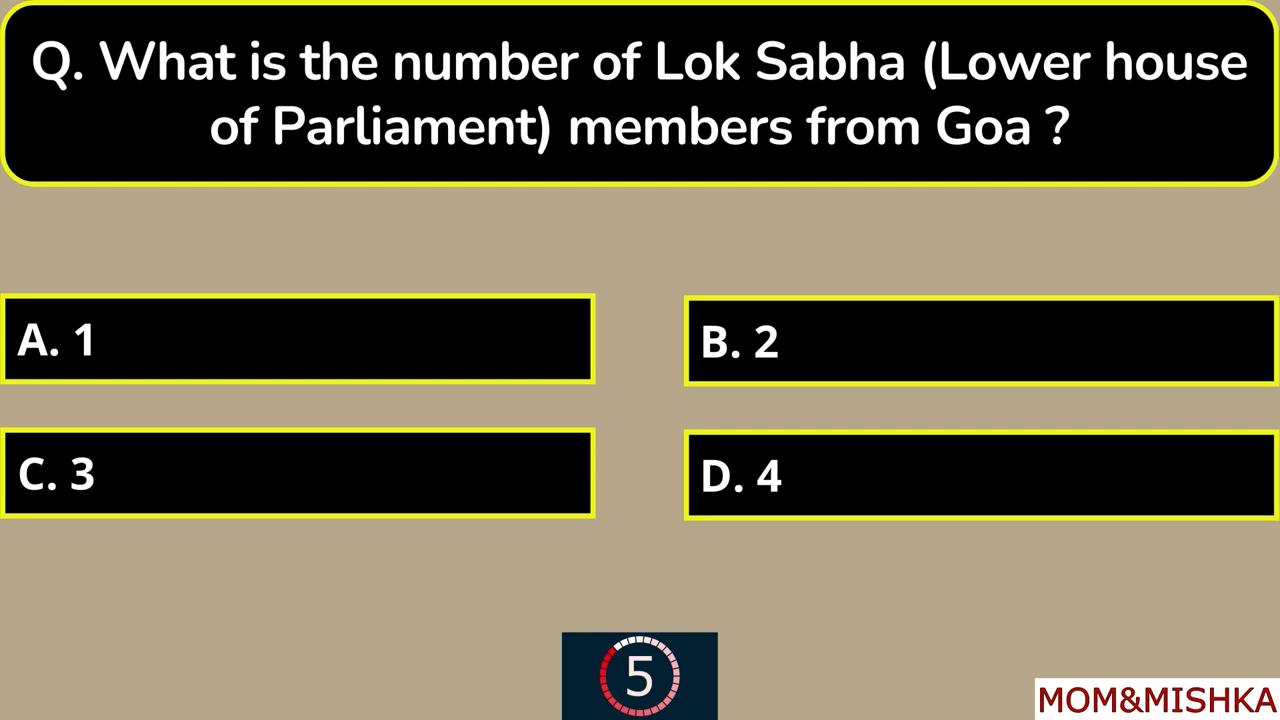 Q. What is the number of Lok Sabha (Lower house
of Parliament) members from Goa ?
A. 1
B. 2
C. 3
D. 4
5
MOM&MISHKA